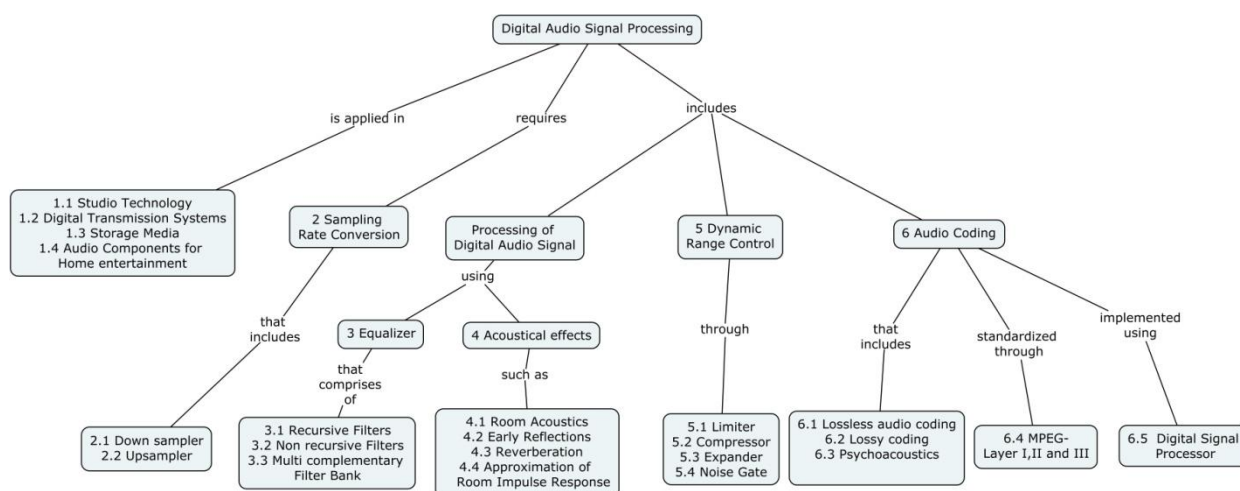 Digital Audio Signal Processing
is applied in
requires
includes
1.1 Studio Technology
1.2 Digital Transmission Systems
1.3 Storage Media
1.4 Audio Components for
Home entertainment
2 Sampling
Rate Conversion
Processing of
Digital Audio Signal
5 Dynamic
Range Control
6 Audio Coding
using
that
includes
3 Equalizer
4 Acoustical effects
through
that
includes
standardized
through
implemented
using
that
comprises
of
such as
2.1 Down sampler
2.2 Upsampler
3.1 Recursive Filters
3.2 Non recursive Filters
3.3 Multi complementary
Filter Bank
4.1 Room Acoustics
4.2 Early Reflections
4.3 Reverberation
4.4 Approximation of
Room Impulse Response
5.1 Limiter
5.2 Compressor
5.3 Expander
5.4 Noise Gate
6.1 Lossless audio coding
6.2 Lossy coding
6.3 Psychoacoustics
6.4 MPEG-
Layer I,II and III
6.5 Digital Signal
Processor